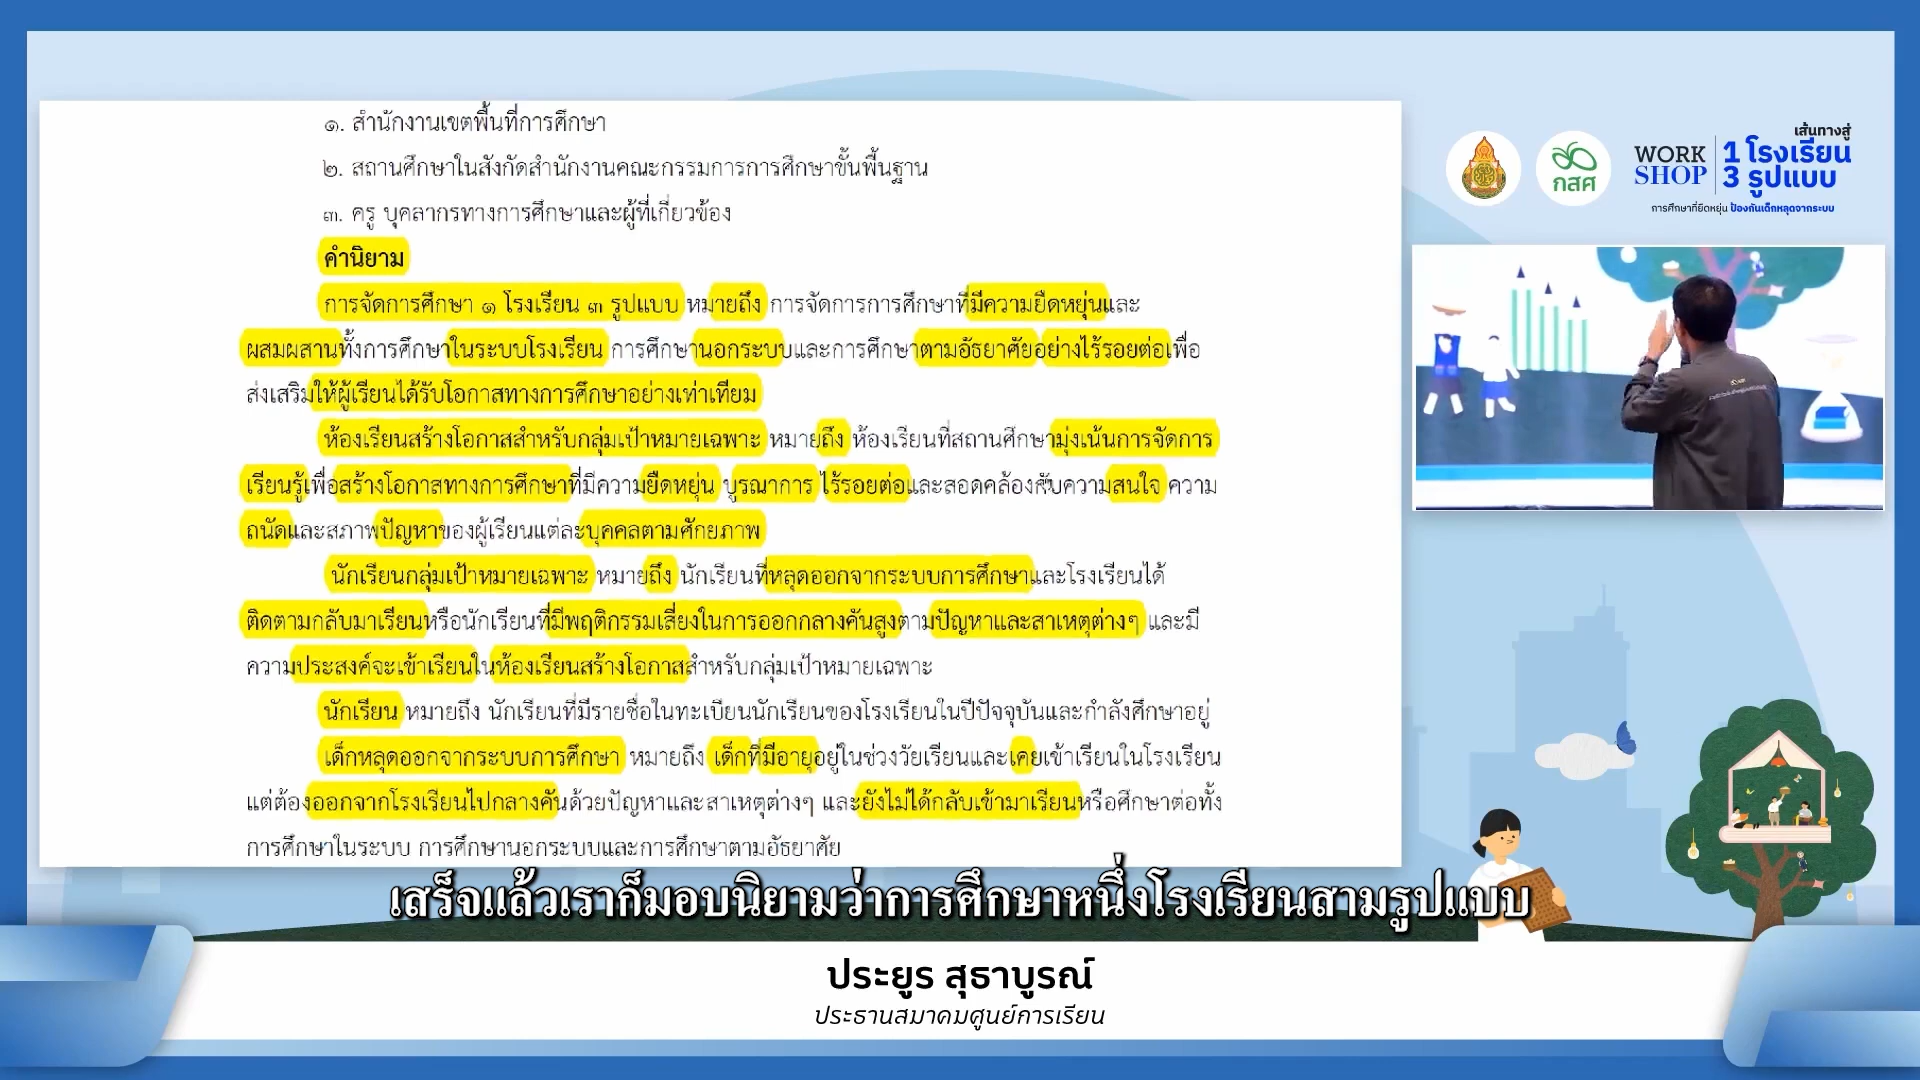 ๑. สำนักงานเขตพื้นที่การศึกษา
๒. สถานศึกษาในสังกัดสำนักงานคณะกรรมการการศึกษาขั้นพื้นฐาน
๓. ครู บุคลากรทางการศึกษาและผู้ที่เกี่ยวข้อง
คำนิยาม
การจัดการศึกษา ๑ โรงเรียน ๓ รูปแบบ หมายถึง การจัดการการศึกษาที่มีความยืดหยุ่นและ
ผสมผสานทั้งการศึกษาในระบบโรงเรียน การศึกษานอกระบบและการศึกษาตามอัธยาศัยอย่างไร้รอยต่อเพื่อ
ส่งเสริมให้ผู้เรียนได้รับโอกาสทางการศึกษาอย่างเท่าเทียม
ห้องเรียนสร้างโอกาสสำหรับกลุ่มเป้าหมายเฉพาะ หมายถึง ห้องเรียนที่สถานศึกษามุ่งเน้นการจัดการ
เรียนรู้เพื่อสร้างโอกาสทางการศึกษาที่มีความยืดหยุ่น บูรณาการ ไร้รอยต่อและสอดคล้องกับความสนใจ ความ
ถนัดและสภาพปัญหาของผู้เรียนแต่ละบุคคลตามศักยภาพ
นักเรียนกลุ่มเป้าหมายเฉพาะ หมายถึง นักเรียนที่หลุดออกจากระบบการศึกษาและโรงเรียนได้
ติดตามกลับมาเรียนหรือนักเรียนที่มีพฤติกรรมเสี่ยงในการออกกลางคันสูงตามปัญหาและสาเหตุต่างๆ และมี
ความประสงค์จะเข้าเรียนในห้องเรียนสร้างโอกาสสำหรับกลุ่มเป้าหมายเฉพาะ
นักเรียน หมายถึง นักเรียนที่มีรายชื่อในทะเบียนนักเรียนของโรงเรียนในปีปัจจุบันและกำลังศึกษาอยู่
เด็กหลุดออกจากระบบการศึกษา หมายถึง เด็กที่มีอายุอยู่ในช่วงวัยเรียนและเคยเข้าเรียนในโรงเรียน
แต่ต้องออกจากโรงเรียนไปกลางคันด้วยปัญหาและสาเหตุต่างๆ และยังไม่ได้กลับเข้ามาเรียนหรือศึกษาต่อทั้ง
การศึกษาในระบบ การศึกษานอกระบบและการศึกษาตามอัธยาศัย
กสศ
WORK
SHOP
เส้นทางสู่
1 โรงเรียน
3 รูปแบบ
การศึกษาที่ยืดหยุ่น ป้องกันเด็กหลุดจากระบบ
เสร็จแล้วเราก็มอบนิยามว่าการศึกษาหนึ่งโรงเรียนสามรูปแบบ
ประยูร สุธาบูรณ์
ประธานสมาคมศูนย์การเรียน